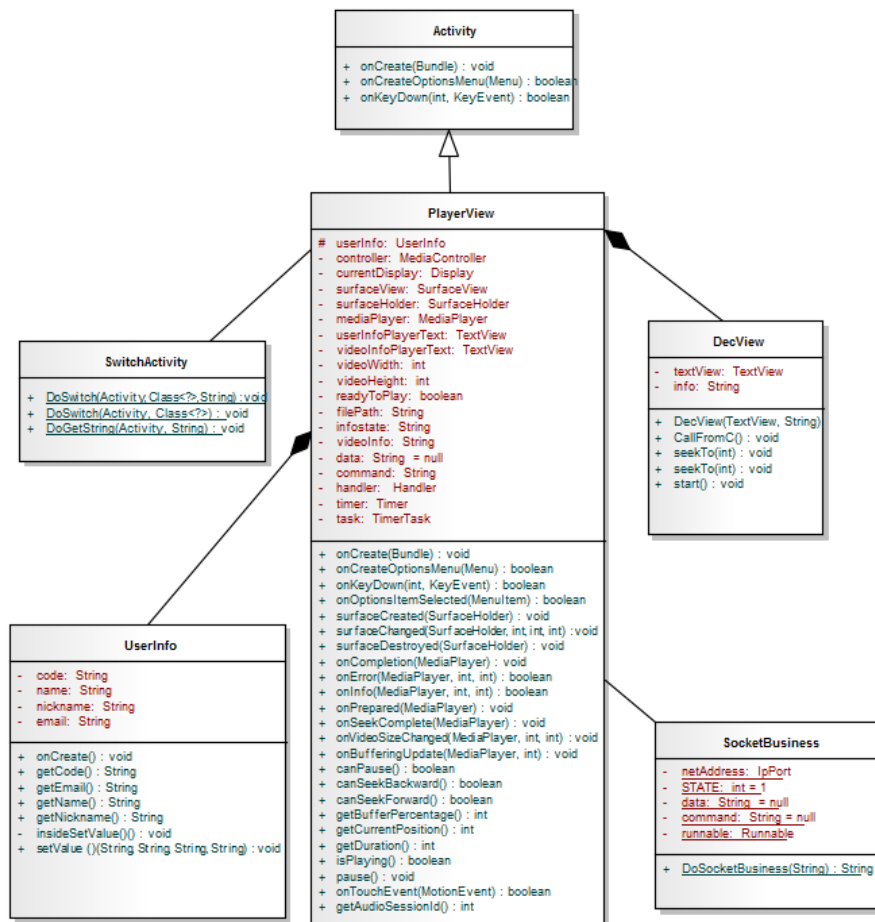 Activity
+ onCreate(Bundle) : void
+ onCreateOptionsMenu(Menu) : boolean
+ onKeyDown(int, KeyEvent) : boolean
PlayerView
# userInfo: UserInfo
- controller: MediaController
- currentDisplay: Display
- surfaceView: SurfaceView
- surfaceHolder: SurfaceHolder
- mediaPlayer: MediaPlayer
- userInfoPlayerText: TextView
- videoInfoPlayerText: TextView
- videoWidth: int
- videoHeight: int
- readyToPlay: boolean
- filePath: String
- infostate: String
- videoInfo: String
- data: String = null
- command: String
- handler: Handler
- timer: Timer
- task: TimerTask
+ onCreate(Bundle) : void
+ onCreateOptionsMenu(Menu) : boolean
+ onKeyDown(int, KeyEvent) : boolean
+ onOptionsItemSelected(MenuItem) : boolean
+ surfaceCreated(SurfaceHolder) : void
+ surfaceChanged(SurfaceHolder, int, int, int) : void
+ surfaceDestroyed(SurfaceHolder) : void
+ onCompletion(MediaPlayer) : void
+ onError(MediaPlayer, int, int) : boolean
+ onInfo(MediaPlayer, int, int) : boolean
+ onPrepared(MediaPlayer) : void
+ onSeekComplete(MediaPlayer) : void
+ onVideoSizeChanged(MediaPlayer, int, int) : void
+ onBufferingUpdate(MediaPlayer, int) : void
+ canPause() : boolean
+ canSeekBackward() : boolean
+ canSeekForward() : boolean
+ getBufferPercentage() : int
+ getCurrentPosition() : int
+ getDuration() : int
+ isPlaying() : boolean
+ pause() : void
+ onTouchEvent(MotionEvent) : boolean
+ getAudioSessionId() : int
SwitchActivity
+ DoSwitch(Activity,Class<?>,String) : void
+ DoSwitch(Activity, Class<?>) : void
+ DoGetString(Activity, String) : void
DecView
- textView: TextView
- info: String
+ DecView(TextView, String)
+ CallFromC() : void
+ seekTo(int) : void
+ seekTo(int) : void
+ start() : void
UserInfo
- code: String
- name: String
- nickname: String
- email: String
+ onCreate() : void
+ getCode() : String
+ getEmail() : String
+ getName() : String
+ getNickname() : String
- insideSetValue()() : void
+ setValue ()(String, String, String, String) : void
SocketBusiness
- netAddress: IpPort
- STATE: int = 1
- data: String = null
- command: String = null
- runnable: Runnable
+ DoSocketBusiness(String) : String